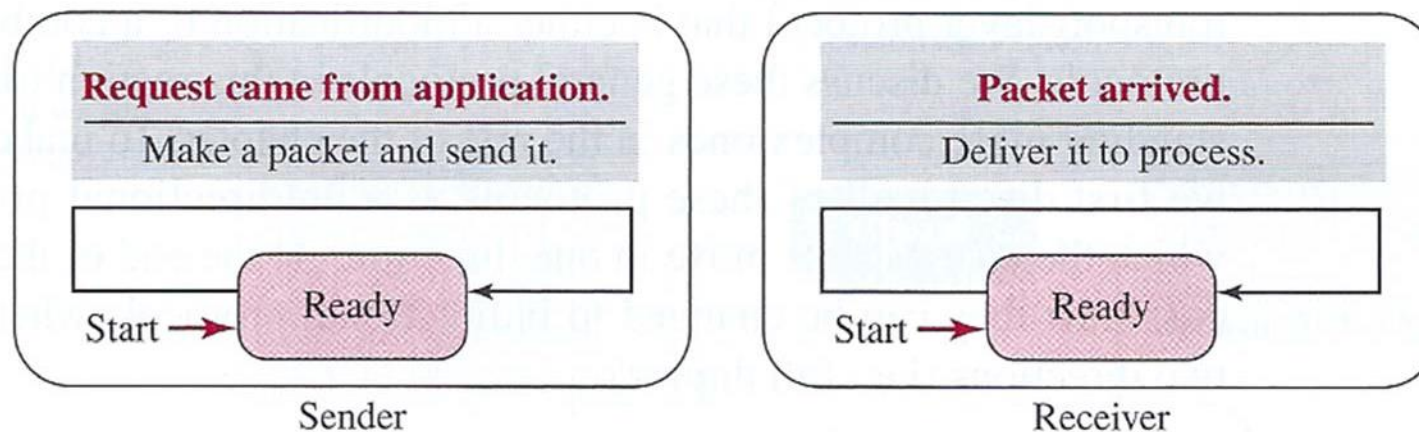 Request came from application.
Make a packet and send it.
Ready
Start
Sender
Packet arrived.
Deliver it to process.
Ready
Start
Receiver